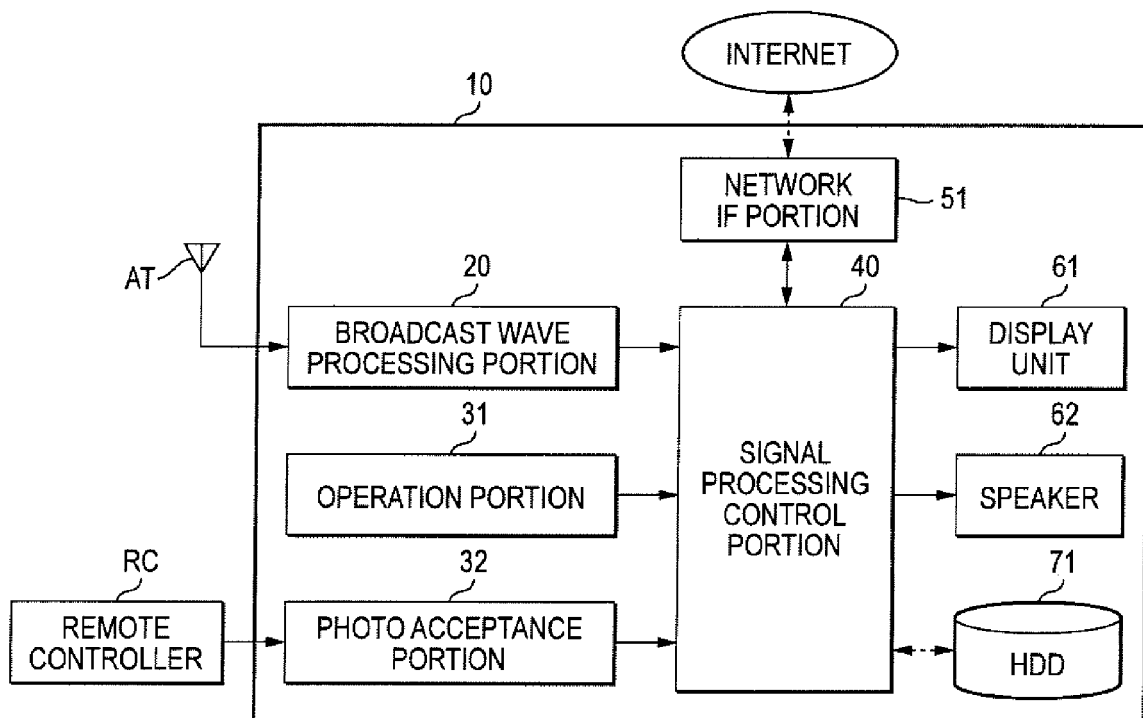 INTERNET
10
NETWORK
IF PORTION
51
AT
20
40
61
BROADCAST WAVE
PROCESSING PORTION
DISPLAY
UNIT
31
62
OPERATION PORTION
SIGNAL
PROCESSING
CONTROL
PORTION
SPEAKER
RC
32
71
REMOTE
CONTROLLER
PHOTO ACCEPTANCE
PORTION
HDD